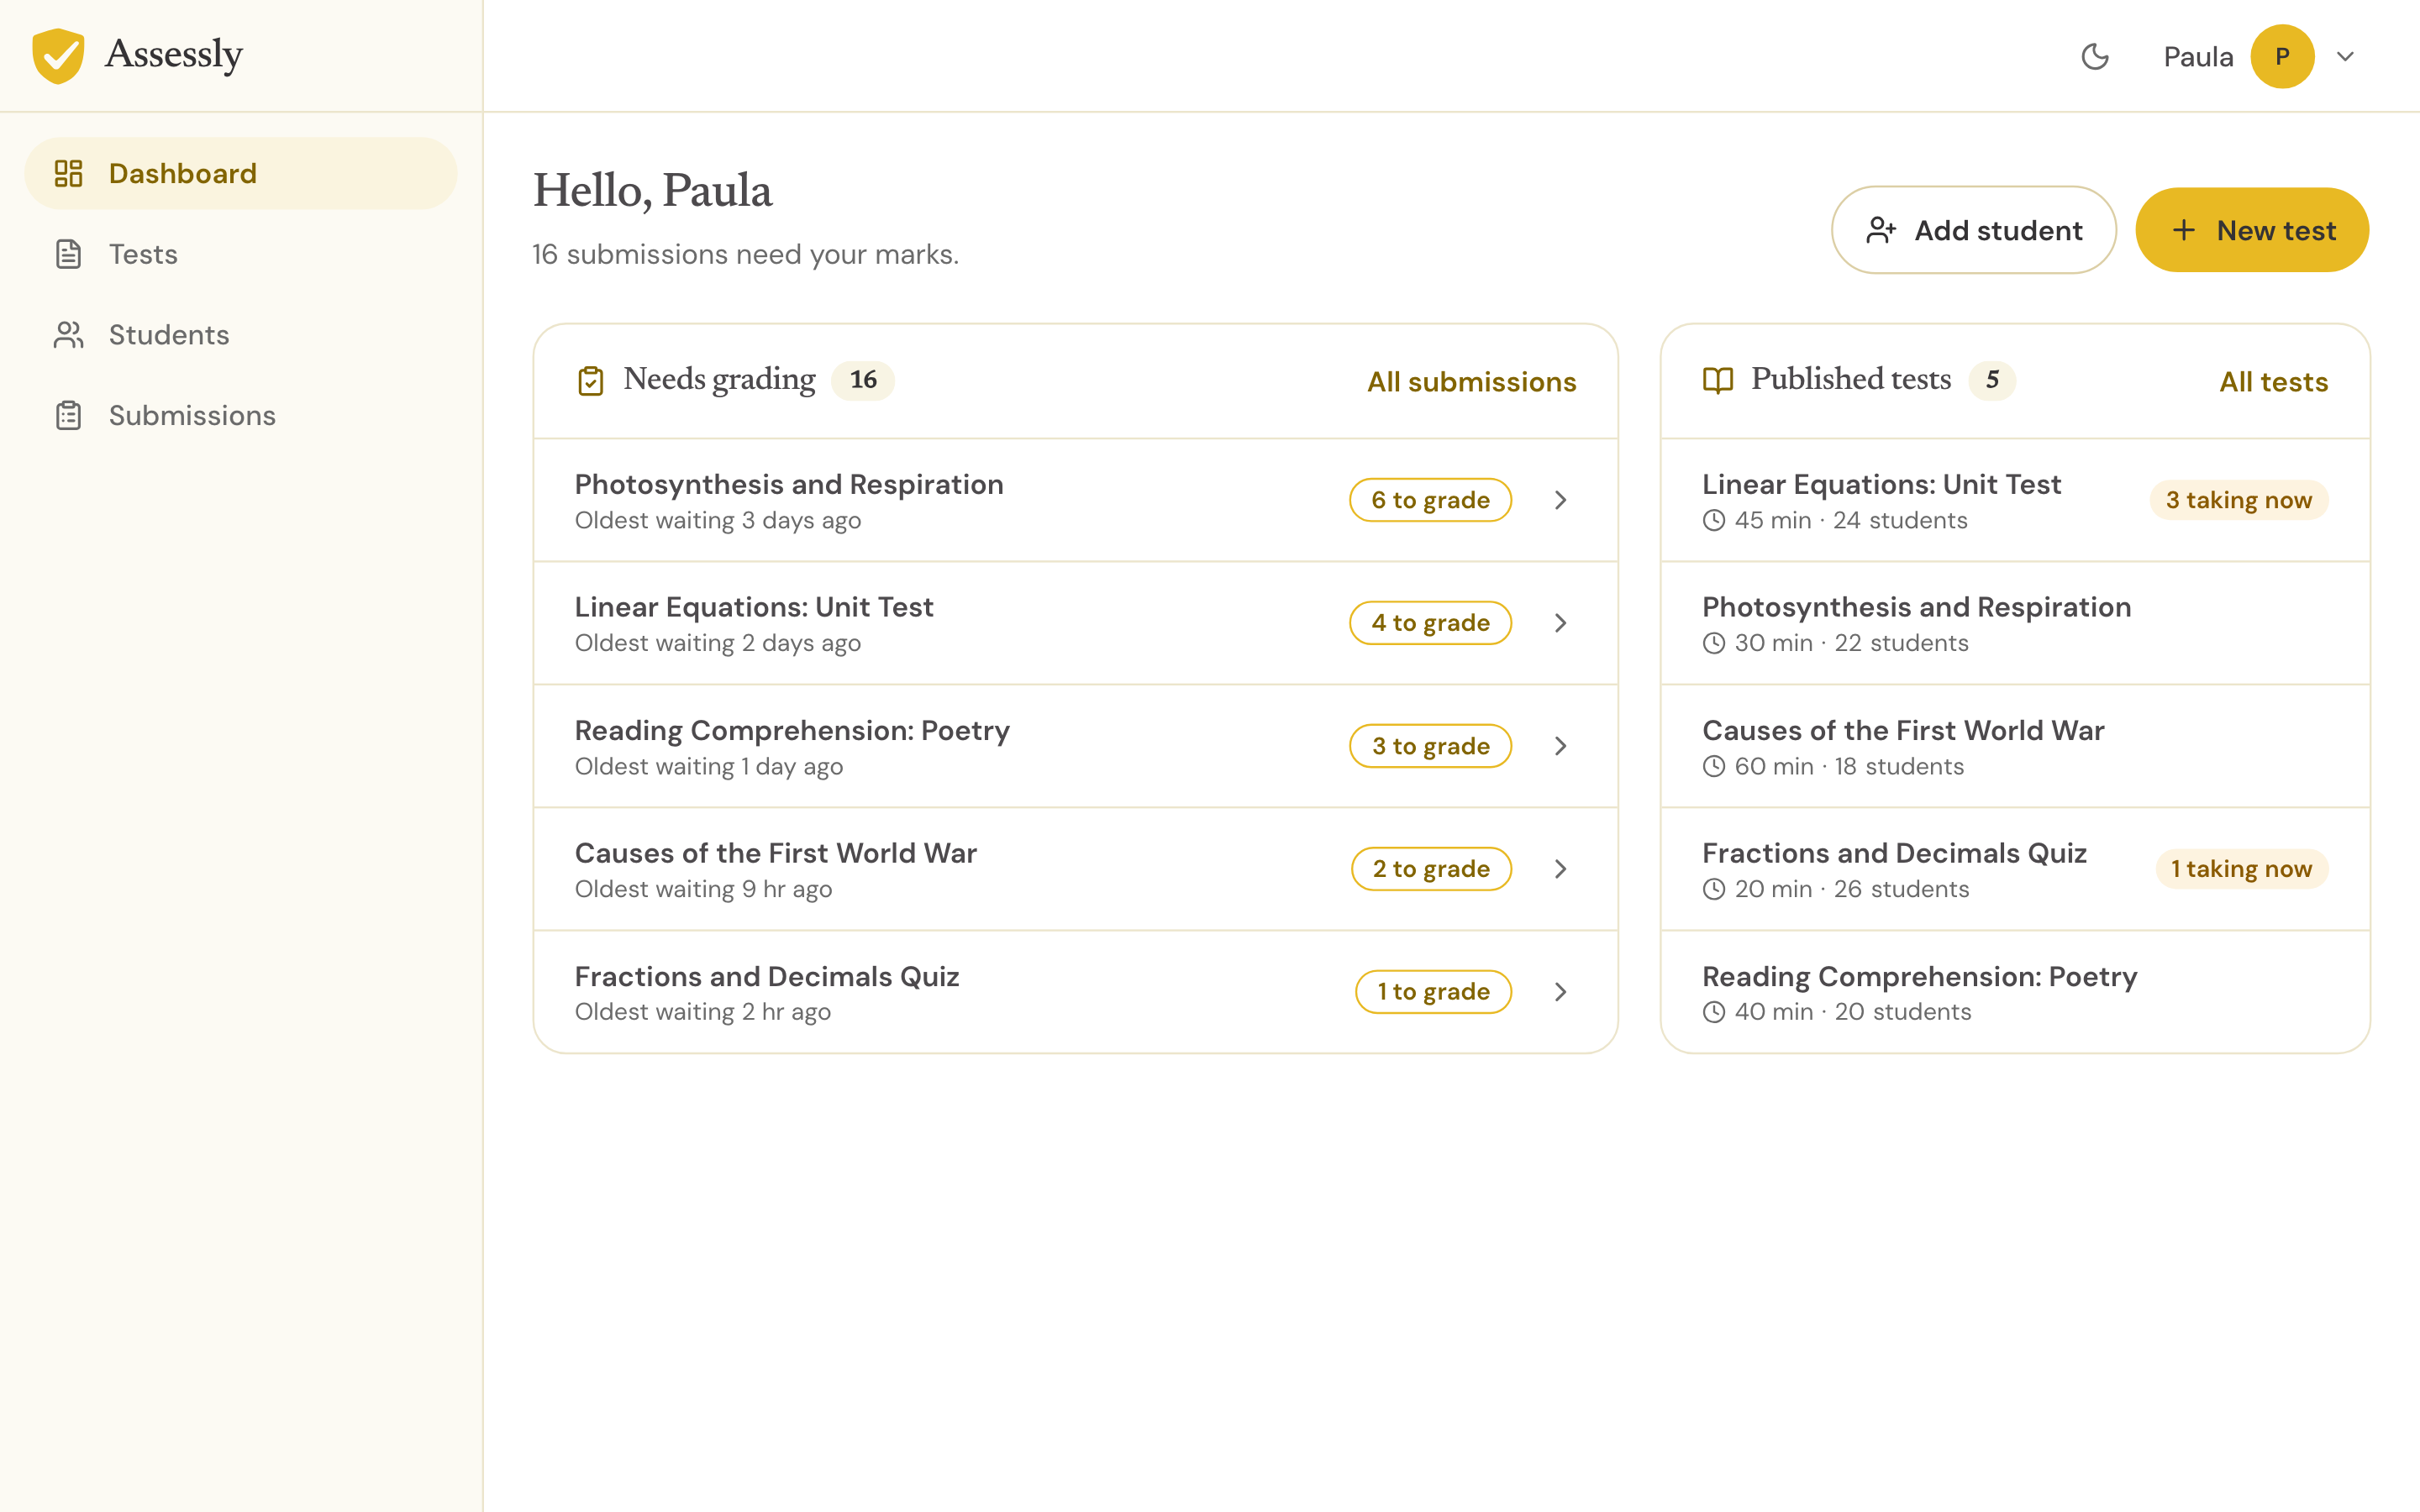 Assessly
Paula
P
Dashboard
Tests
Students
Submissions
Hello, Paula
16 submissions need your marks.
Add student
New test
Needs grading 16
All submissions
Photosynthesis and Respiration
Oldest waiting 3 days ago
6 to grade
Linear Equations: Unit Test
Oldest waiting 2 days ago
4 to grade
Reading Comprehension: Poetry
Oldest waiting 1 day ago
3 to grade
Causes of the First World War
Oldest waiting 9 hr ago
2 to grade
Fractions and Decimals Quiz
Oldest waiting 2 hr ago
1 to grade
Published tests 5
All tests
Linear Equations: Unit Test
45 min · 24 students
3 taking now
Photosynthesis and Respiration
30 min · 22 students
Causes of the First World War
60 min · 18 students
Fractions and Decimals Quiz
20 min · 26 students
1 taking now
Reading Comprehension: Poetry
40 min · 20 students